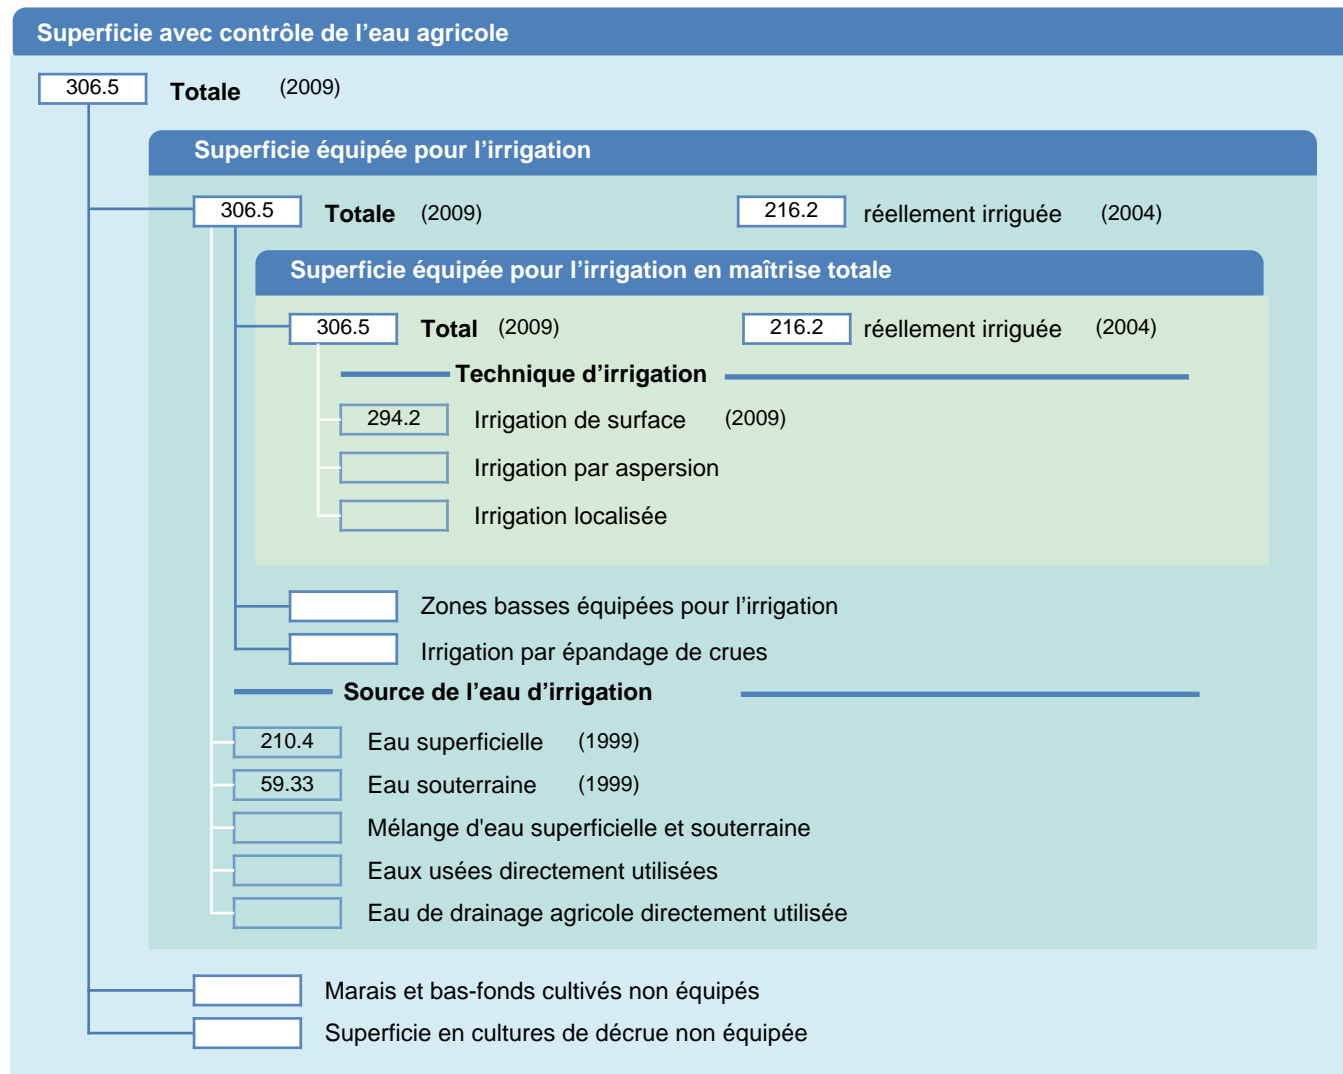 Superficie avec contrôle de l'eau agricole
306.5 Totale (2009)
Superficie équipée pour l'irrigation
306.5 Totale (2009) 216.2 réellement irriguée (2004)
Superficie équipée pour l'irrigation en maîtrise totale
306.5 Total (2009) 216.2 réellement irriguée (2004)
Technique d'irrigation
294.2 Irrigation de surface (2009)
Irrigation par aspersion
Irrigation localisée
Zones basses équipées pour l'irrigation
Irrigation par épandage de crues
Source de l'eau d'irrigation
210.4 Eau superficielle (1999)
59.33 Eau souterraine (1999)
Mélange d'eau superficielle et souterraine
Eaux usées directement utilisées
Eau de drainage agricole directement utilisée
Marais et bas-fonds cultivés non équipés
Superficie en cultures de décrue non équipée